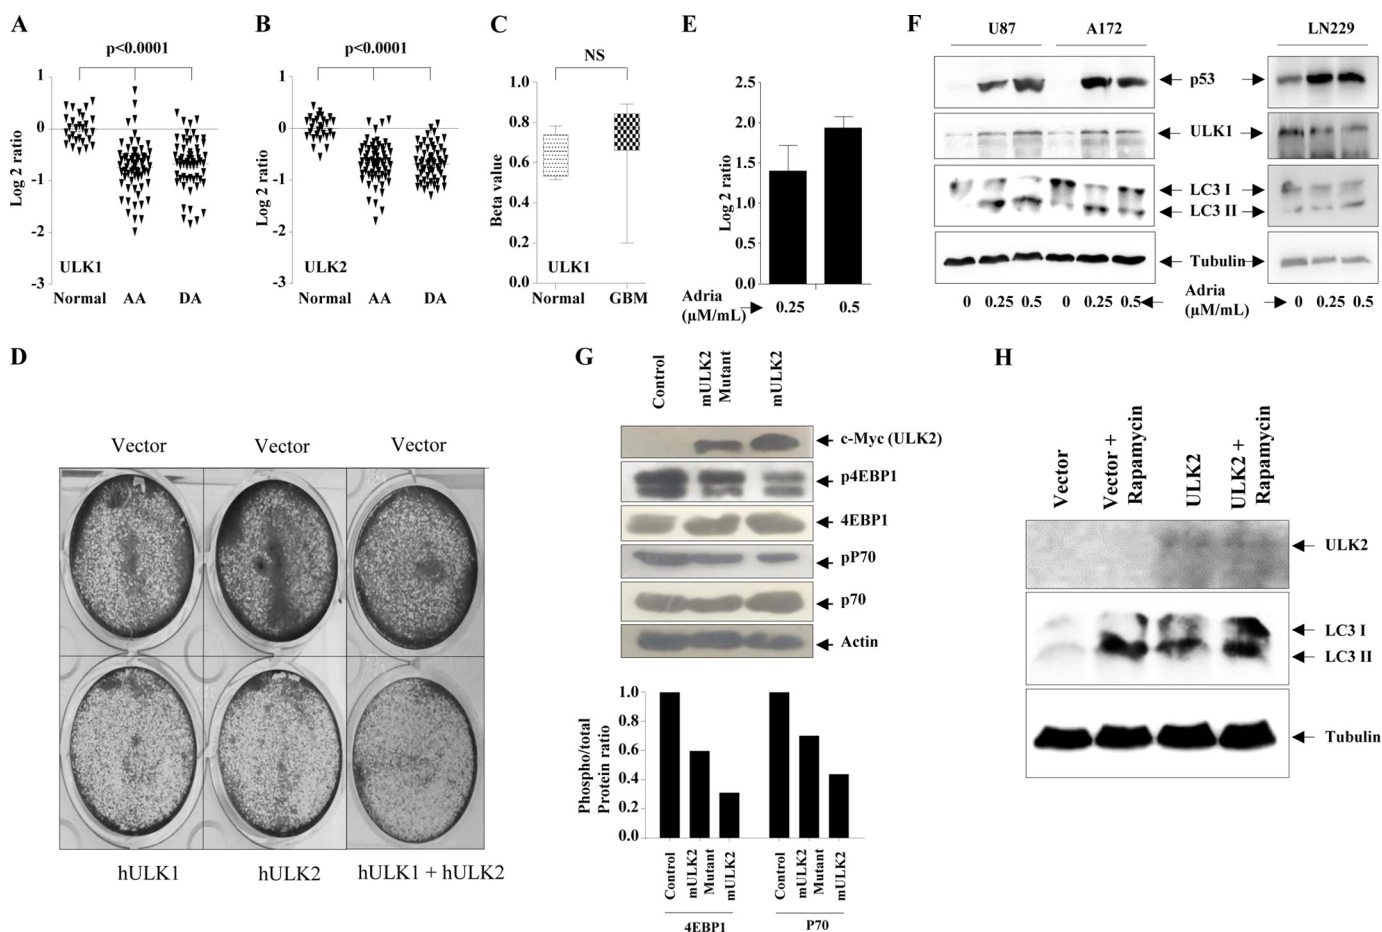 A
p<0.0001
Log 2 ratio
1
0
-1
-2
-3
ULK1
Normal AA DA
B
p<0.0001
Log 2 ratio
1
0
-1
-2
-3
ULK2
Normal AA DA
C
NS
Beta value
1.0
0.8
0.6
0.4
0.2
0.0
ULK1
Normal GBM
E
Log 2 ratio
2.5
2.0
1.5
1.0
0.5
0.0
Adria
(µM/mL)
0.25 0.5
F
U87 A172 LN229
p53
ULK1
LC3 I
LC3 II
Tubulin
0 0.25 0.5 0 0.25 0.5
Adria
(µM/mL)
0 0.25 0.5
D
Vector Vector Vector
hULK1 hULK2 hULK1 + hULK2
G
Control
mULK2
Mutant
mULK2
c-Myc (ULK2)
p4EBP1
4EBP1
pP70
p70
Actin
Phospho/total
Protein ratio
1.0
0.8
0.6
0.4
0.2
0.0
Control
mULK2
Mutant
mULK2
Control
mULK2
Mutant
mULK2
4EBP1 P70
H
Vector
Vector +
Rapamycin
ULK2
ULK2 +
Rapamycin
ULK2
LC3 I
LC3 II
Tubulin